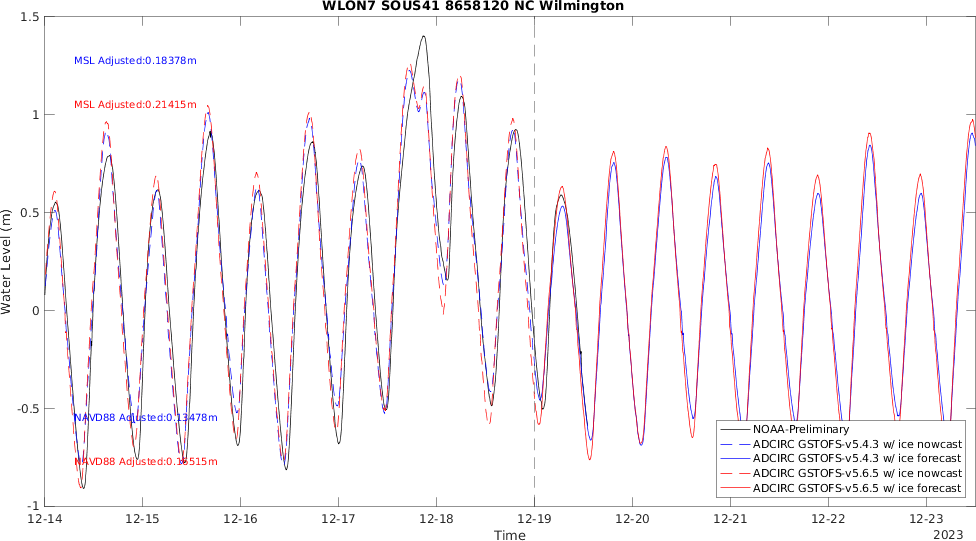 WLON7 SOUS41 8658120 NC Wilmington
1.5
MSL Adjusted:0.18378m
MSL Adjusted:0.21415m
1
0.5
Water Level (m)
0
-0.5
NAVD88 Adjusted:0.13478m
NAVD88 Adjusted:0.16515m
-1
NOAA-Preliminary
ADCIRC GSTOFS-v5.4.3 w/ ice nowcast
ADCIRC GSTOFS-v5.4.3 w/ ice forecast
ADCIRC GSTOFS-v5.6.5 w/ ice nowcast
ADCIRC GSTOFS-v5.6.5 w/ ice forecast
12-14 12-15 12-16 12-17 12-18 12-19 12-20 12-21 12-22 12-23
Time
2023